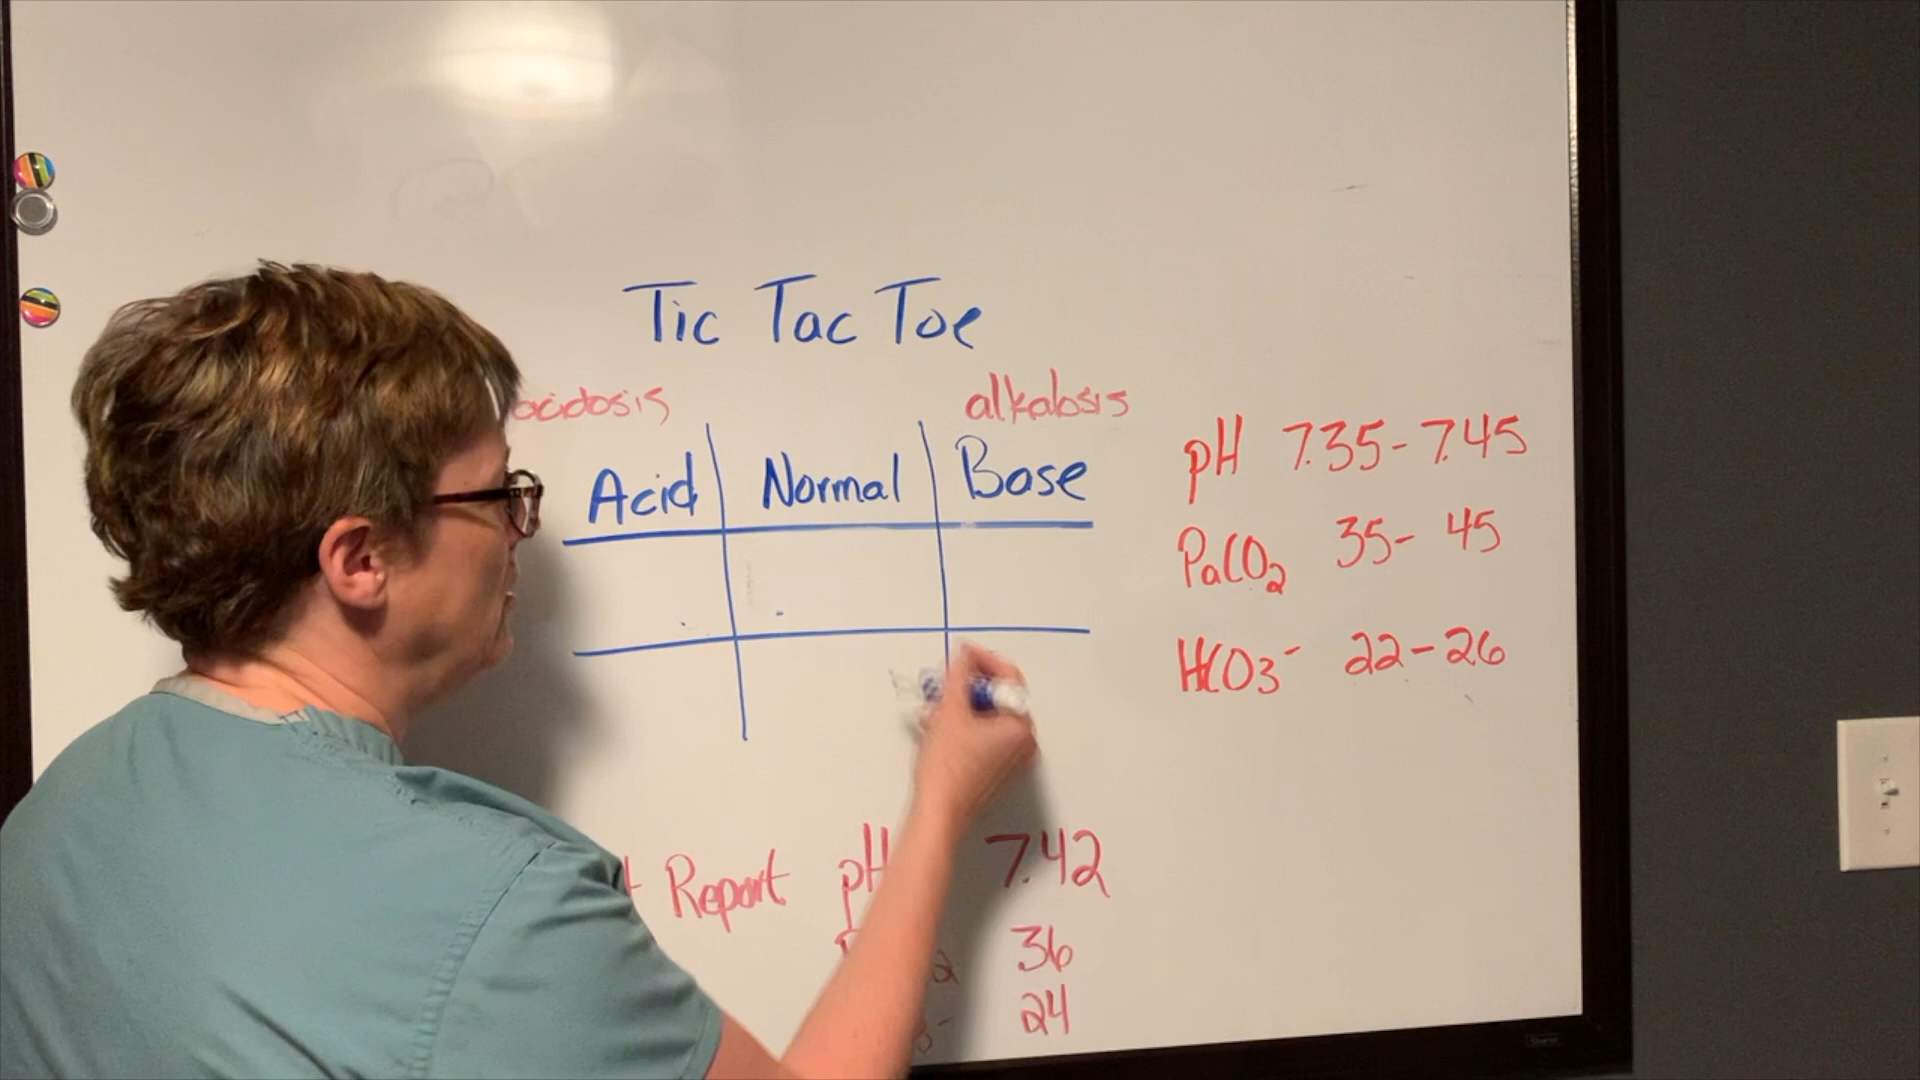 Tic Tac Toe
acidosis alkalosis
Acid Normal Base
pH 7.35-7.45
PaCO2 35-45
HCO3- 22-26
Report pH 7.42
36
24